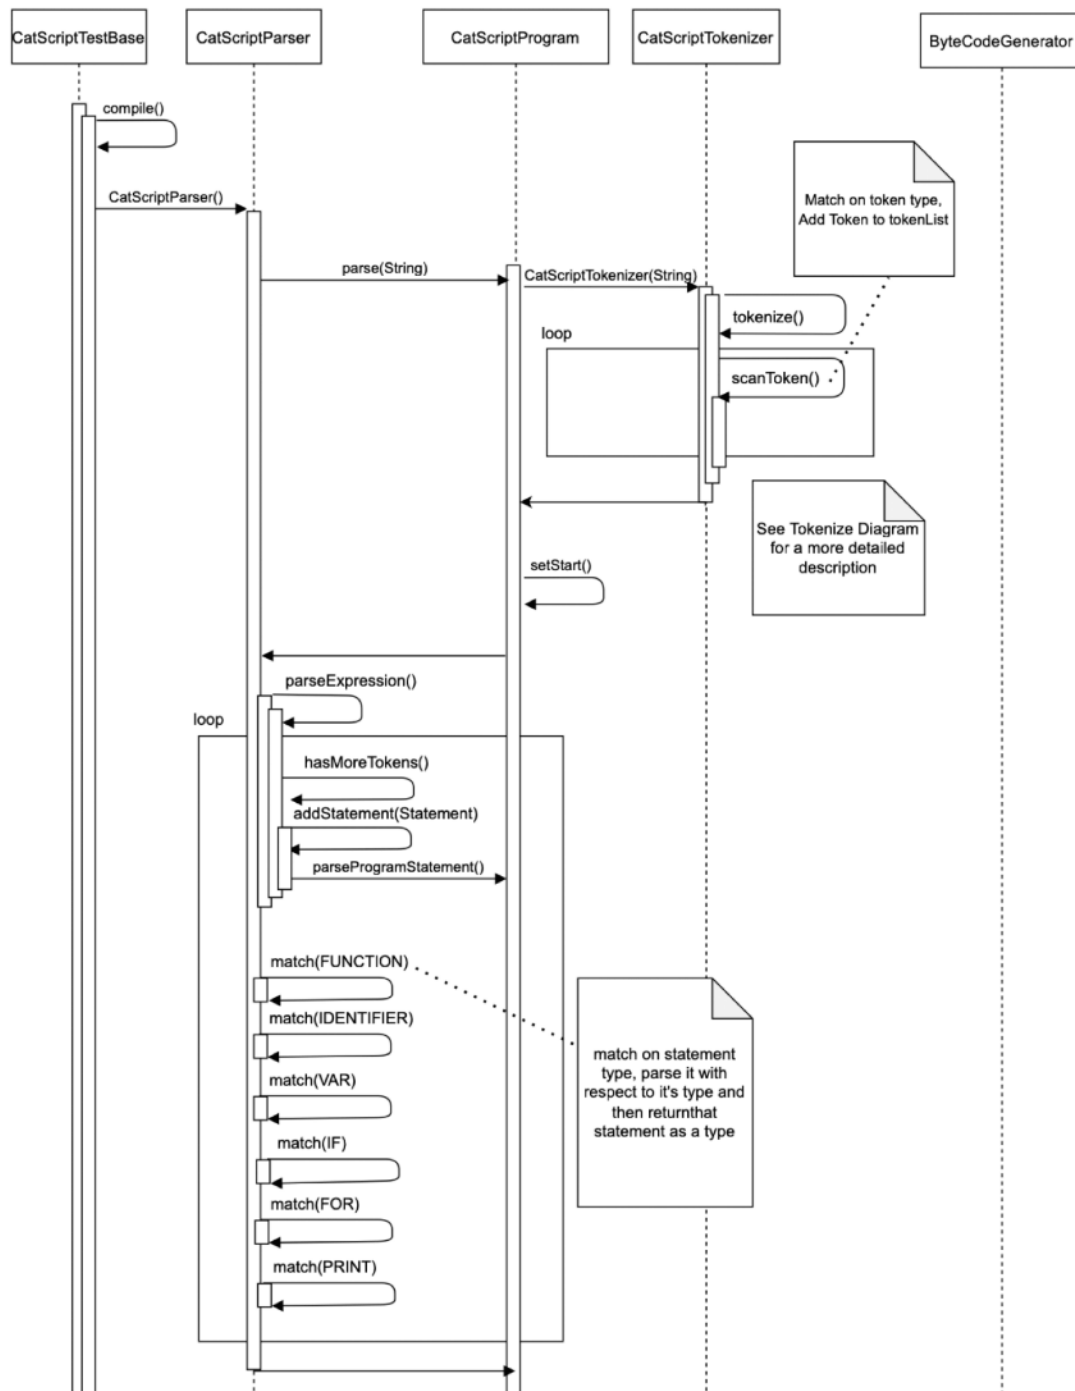 CatScriptTestBase
CatScriptParser
CatScriptProgram
CatScriptTokenizer
ByteCodeGenerator
compile()
CatScriptParser()
Match on token type,
Add Token to tokenList
parse(String)
CatScriptTokenizer(String)
tokenize()
loop
scanToken()
See Tokenize Diagram
for a more detailed
description
setStart()
parseExpression()
loop
hasMoreTokens()
addStatement(Statement)
parseProgramStatement()
match(FUNCTION)
match(IDENTIFIER)
match(VAR)
match(IF)
match(FOR)
match(PRINT)
match on statement
type, parse it with
respect to it's type and
then returnthat
statement as a type